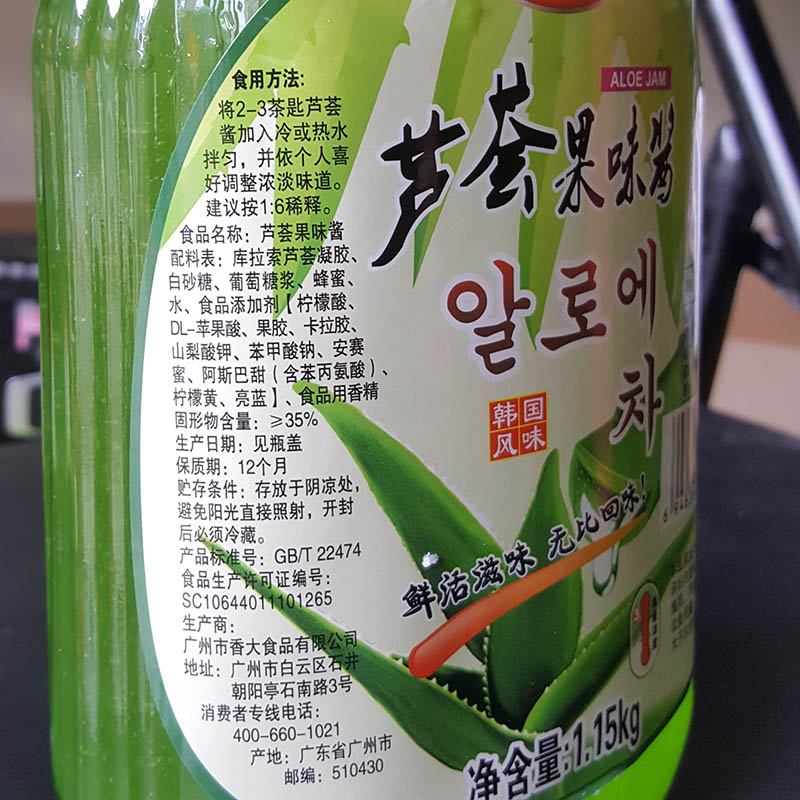 食用方法:
将2-3茶匙芦荟
酱加入冷或热水
拌匀，并依个人喜
好调整浓淡味道。
建议按1:6稀释。
食品名称：芦荟果味酱
配料表：库拉索芦荟凝胶、
白砂糖、葡萄糖浆、蜂蜜、
水、食品添加剂【柠檬酸、
DL-苹果酸、果胶、卡拉胶、
山梨酸钾、苯甲酸钠、安赛
蜜、阿斯巴甜（含苯丙氨酸）、
柠檬黄、亮蓝】、食品用香精
固形物含量：≥35%
生产日期：见瓶盖
保质期：12个月
贮存条件：存放于阴凉处，
避免阳光直接照射，开封
后必须冷藏。
产品标准号：GB/T 22474
食品生产许可证编号：
SC10644011101265
生产商：
广州市香大食品有限公司
地址：广州市白云区石井
朝阳亭石南路3号
消费者专线电话：
400-660-1021
产地：广东省广州市
邮编：510430
ALOE JAM
芦荟果味酱
알로에
차
韩国
风味
鲜活滋味 无比回味!
净含量:1.15kg